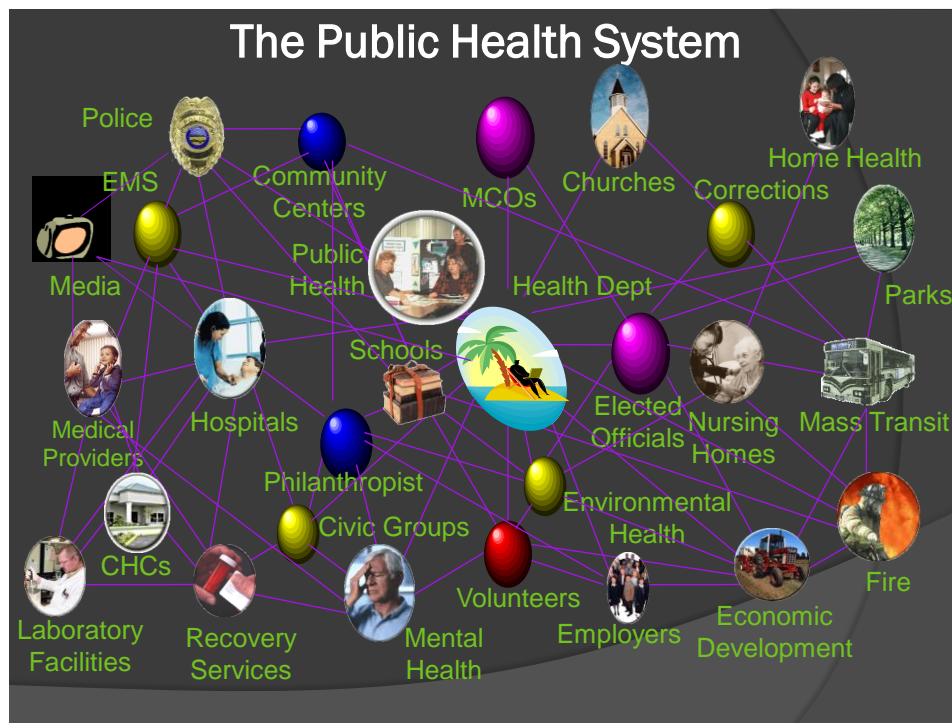 The Public Health System
Police
EMS
Community
Centers
MCOs
Churches
Home Health
Corrections
Media
Public
Health
Health Dept
Parks
Schools
Medical
Providers
Hospitals
Philanthropist
Elected
Officials
Nursing
Homes
Mass Transit
Civic Groups
Environmental
Health
CHCs
Volunteers
Fire
Laboratory
Facilities
Recovery
Services
Mental
Health
Employers
Economic
Development